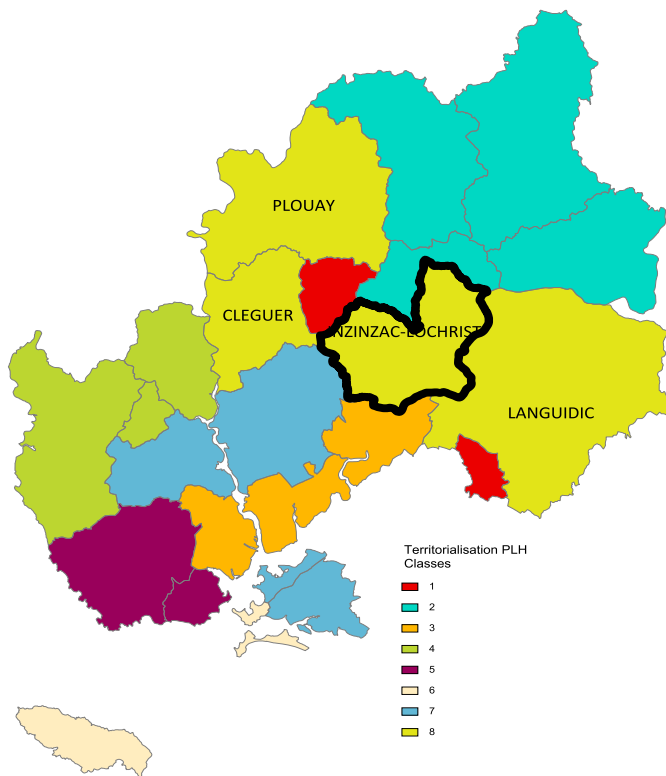 PLOUAY
CLEGUER
NZINZAC-LOCHRIST
LANGUIDIC
Territorialisation PLH
Classes
1
2
3
4
5
6
7
8